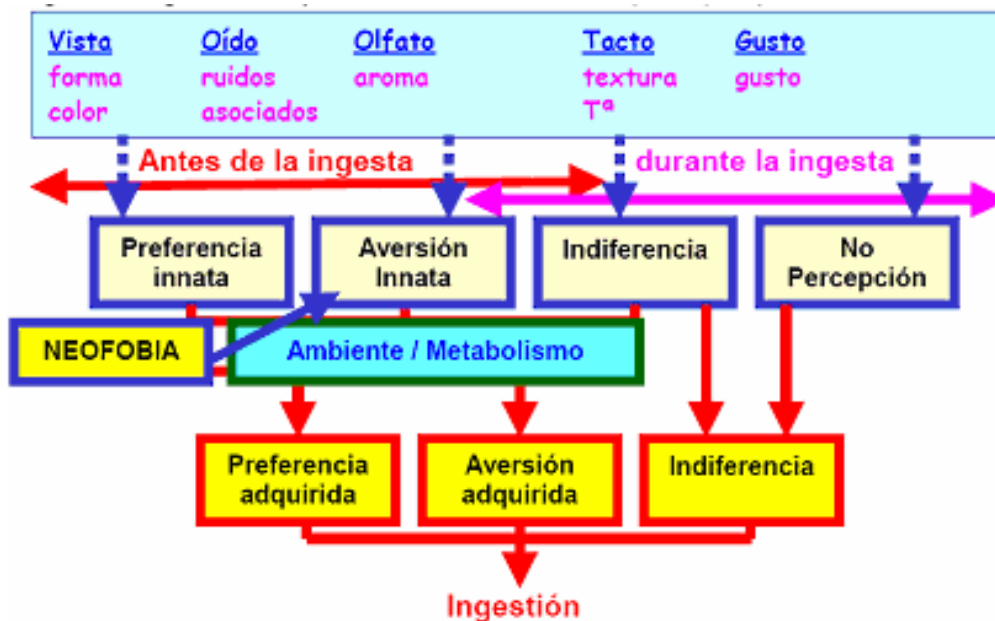 Vista Oído Olfato Tacto Gusto
forma ruidos aroma textura gusto
color asociados Tª
Antes de la ingesta durante la ingesta
Preferencia innata
Aversión Innata
Indiferencia
No Percepción
NEOFOBIA
Ambiente / Metabolismo
Preferencia adquirida
Aversión adquirida
Indiferencia
Ingestión